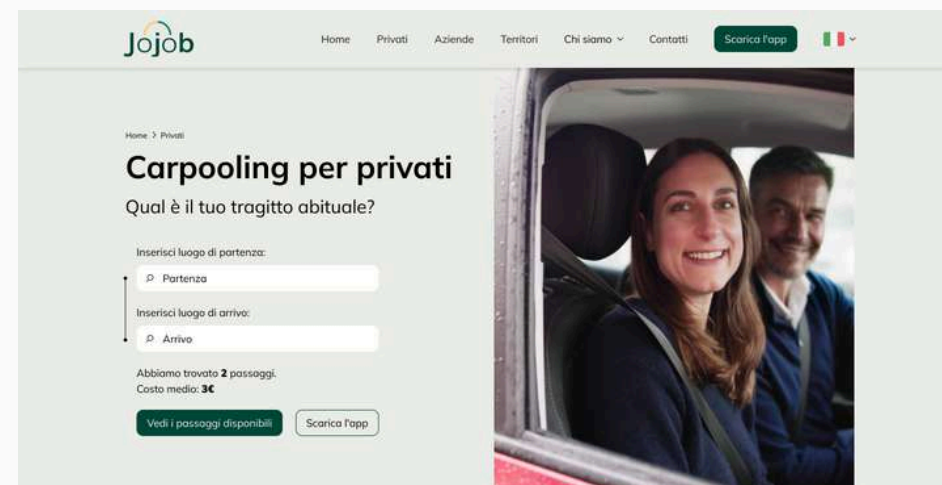 Jojob
Home Privati Aziende Territori Chi siamo Contatti Scarica l'app
Home > Privati
Carpooling per privati
Qual è il tuo tragitto abituale?
Inserisci luogo di partenza:
Partenza
Inserisci luogo di arrivo:
Arrivo
Abbiamo trovato 2 passaggi.
Costo medio: 3€
Vedi i passaggi disponibili Scarica l'app